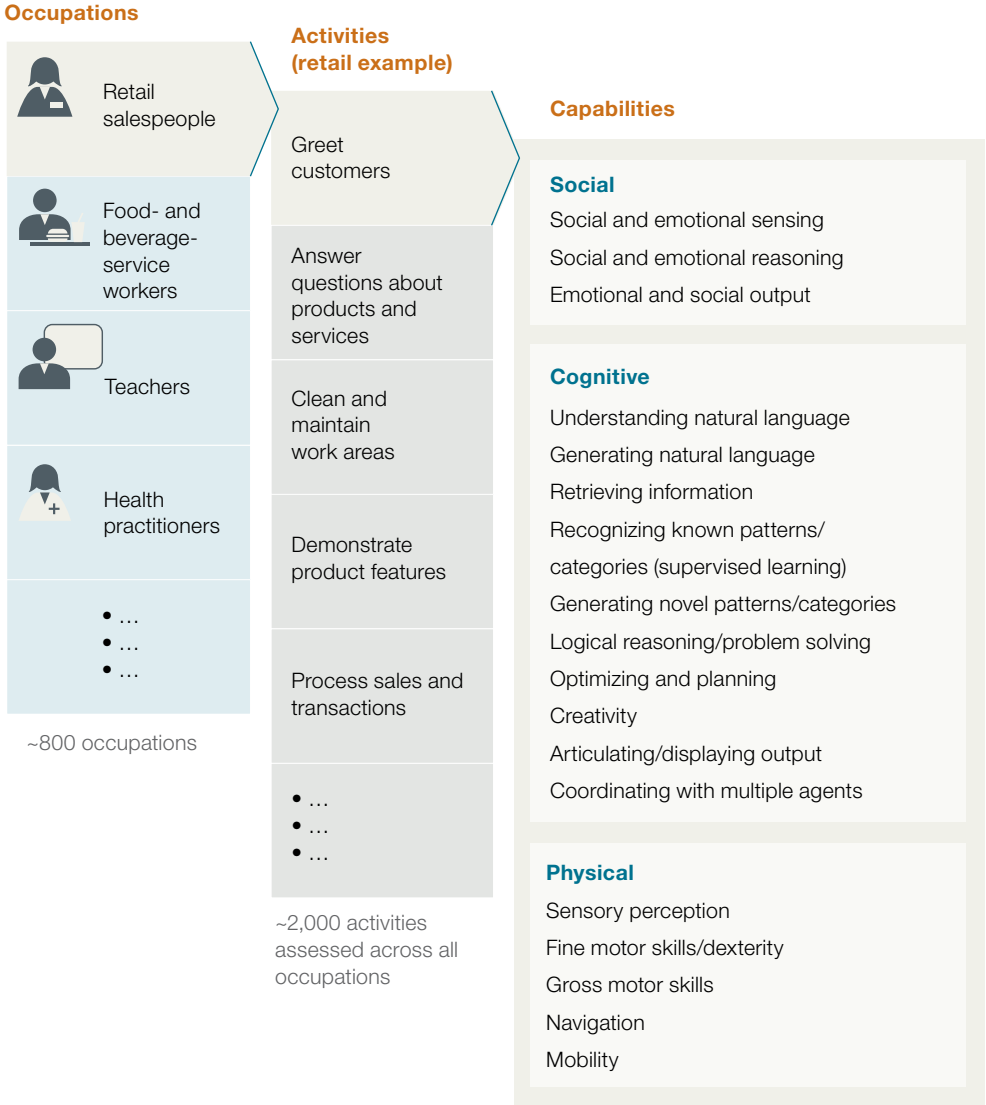 Occupations
Retail
salespeople
Food- and
beverage-
service
workers
Teachers
Health
practitioners
• …
• …
• …
~800 occupations
Activities
(retail example)
Greet
customers
Answer
questions about
products and
services
Clean and
maintain
work areas
Demonstrate
product features
Process sales and
transactions
• …
• …
• …
~2,000 activities
assessed across all
occupations
Capabilities
Social
Social and emotional sensing
Social and emotional reasoning
Emotional and social output
Cognitive
Understanding natural language
Generating natural language
Retrieving information
Recognizing known patterns/
categories (supervised learning)
Generating novel patterns/categories
Logical reasoning/problem solving
Optimizing and planning
Creativity
Articulating/displaying output
Coordinating with multiple agents
Physical
Sensory perception
Fine motor skills/dexterity
Gross motor skills
Navigation
Mobility